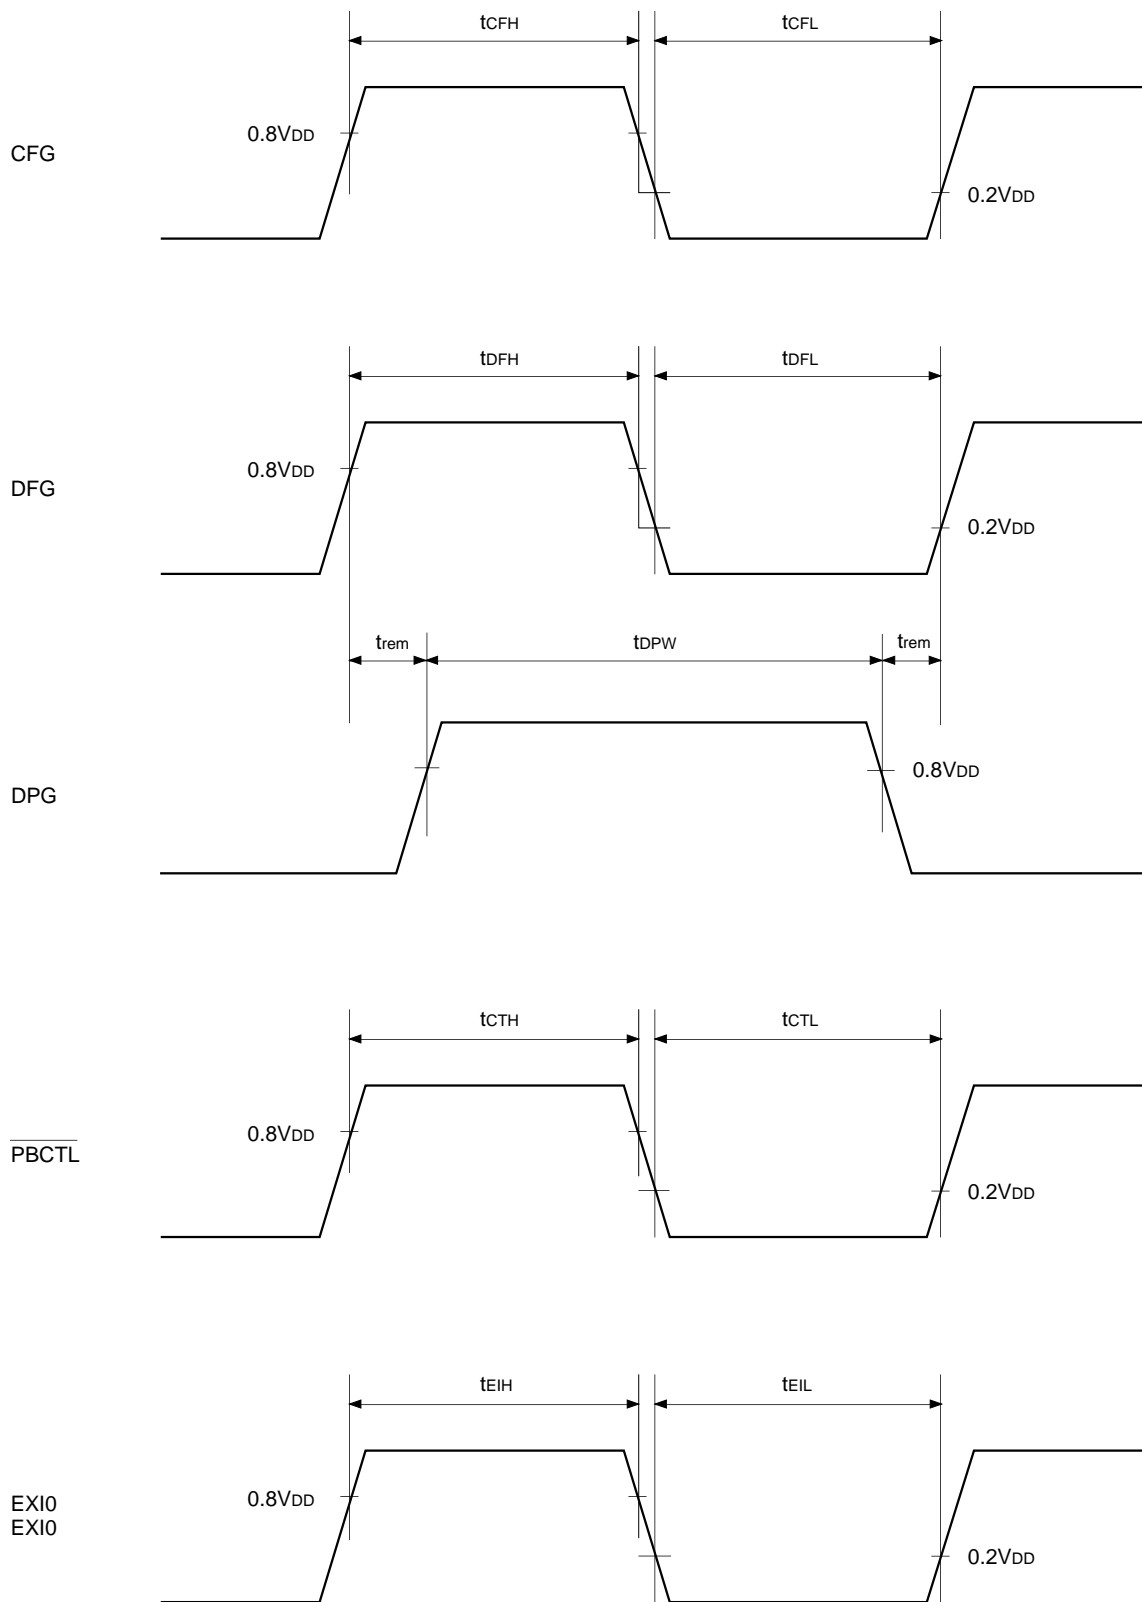 tCFH tCFL
0.8VDD
CFG
0.2VDD
tDFH tDFL
0.8VDD
DFG
0.2VDD
trem tDPW trem
0.8VDD
DPG
tCTH tCTL
0.8VDD
PBCTL
0.2VDD
tEIH tEIL
0.8VDD
EXI0
EXI0
0.2VDD